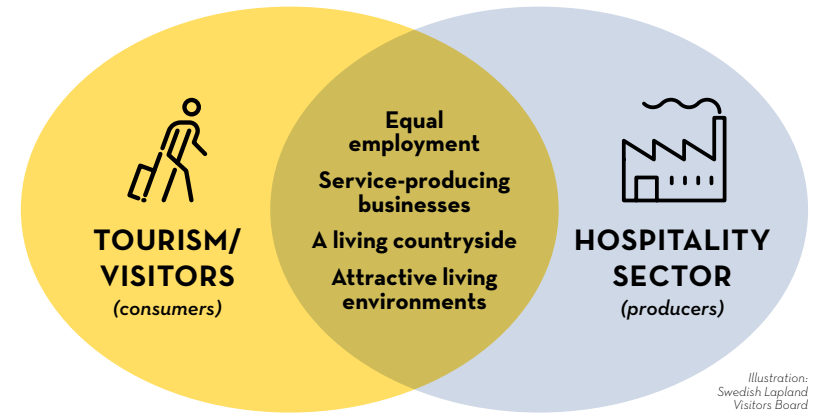 TOURISM/
VISITORS
(consumers)
Equal
employment
Service-producing
businesses
A living countryside
Attractive living
environments
HOSPITALITY
SECTOR
(producers)
Illustration:
Swedish Lapland
Visitors Board